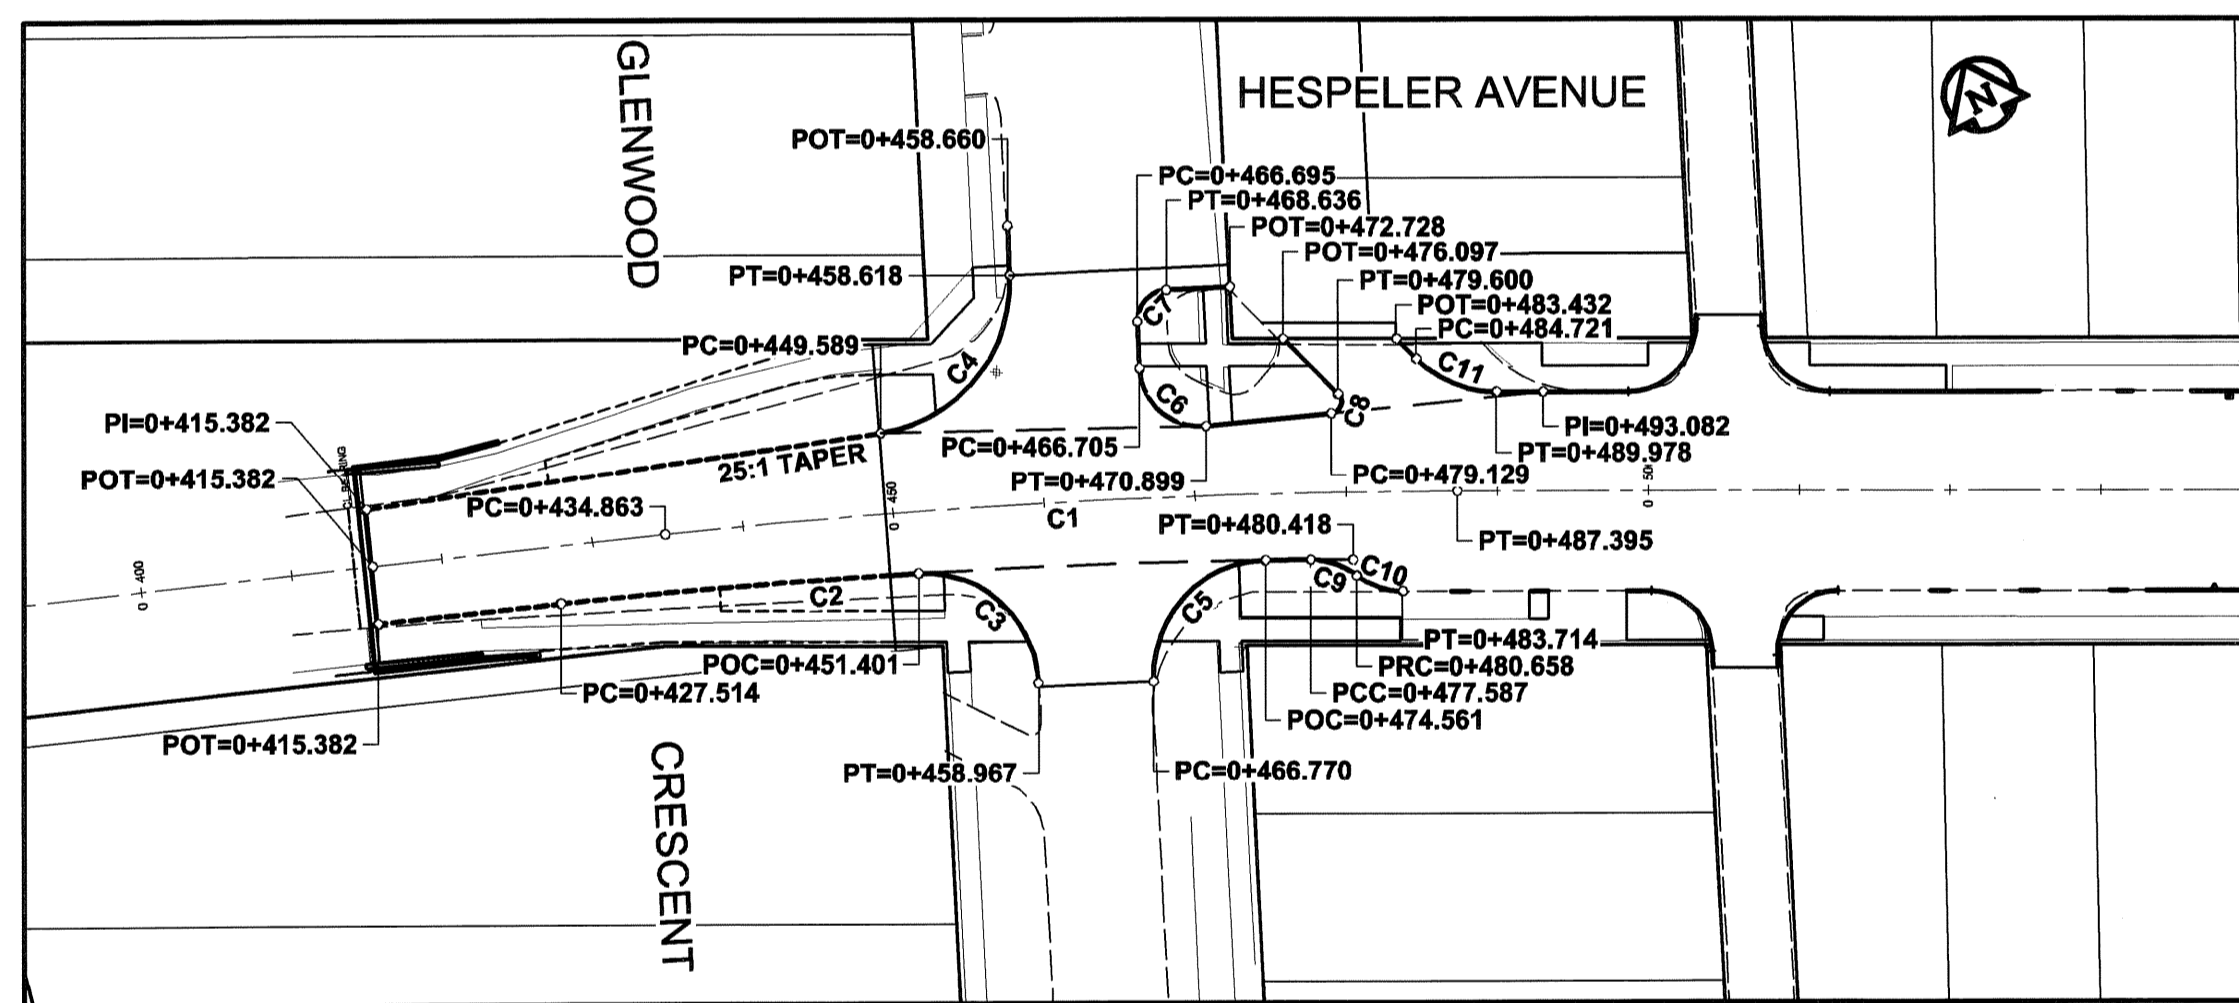 GLENWOOD
HESPELER AVENUE
N
POT=0+458.660
PC=0+466.695
PT=0+468.636
POT=0+472.728
POT=0+476.097
PT=0+458.618
PT=0+479.600
POT=0+483.432
PC=0+484.721
PC=0+449.589
C7
C4
C11
C6
C8
PI=0+415.382
PI=0+493.082
PC=0+466.705
PT=0+489.978
25:1 TAPER
POT=0+415.382
PT=0+470.899
PC=0+479.129
PC=0+434.863
0+450
C1
PT=0+480.418
PT=0+487.395
0+400
C10
C9
C2
C3
C5
PT=0+483.714
POC=0+451.401
PRC=0+480.658
PC=0+427.514
PCC=0+477.587
POC=0+474.561
POT=0+415.382
PT=0+458.967
PC=0+466.770
CRESCENT